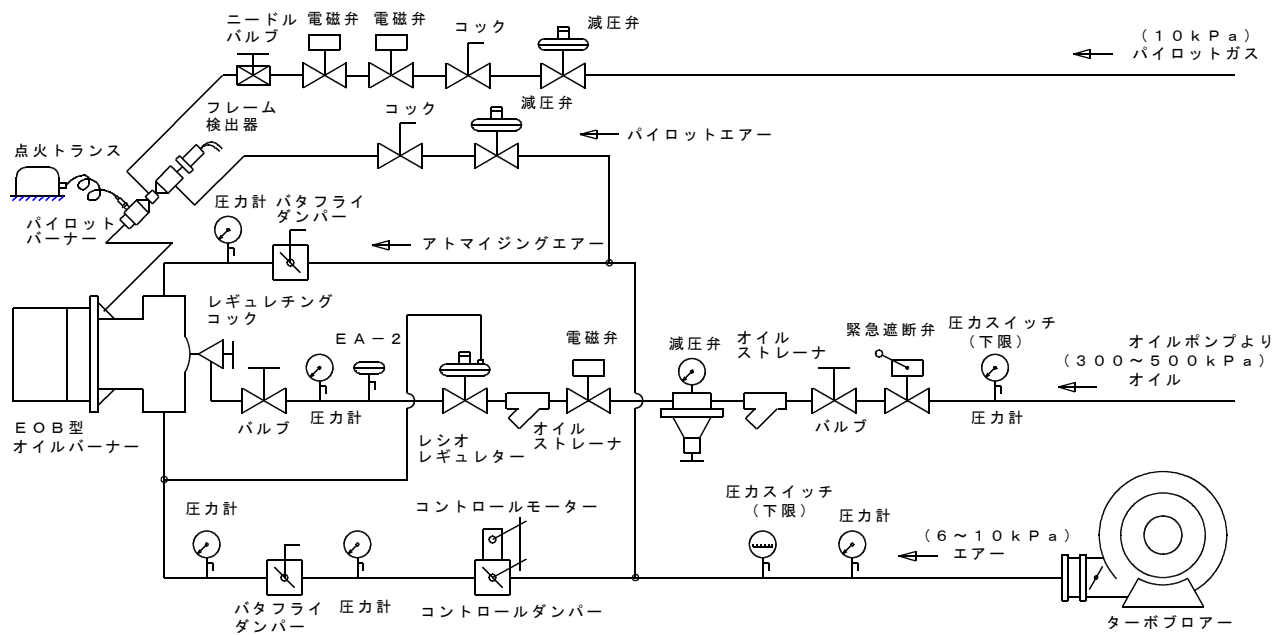 ニードル
バルブ
電磁弁
電磁弁
コック
減圧弁
（１０ｋＰａ）
パイロットガス
フレーム
検出器
コック
減圧弁
パイロットエアー
点火トランス
パイロット
バーナー
圧力計
バタフライ
ダンパー
アトマイジングエアー
レギュレチング
コック
ＥＡ－２
電磁弁
減圧弁
オイル
ストレーナ
緊急遮断弁
圧力スイッチ
（下限）
オイルポンプより
（３００～５００ｋＰａ）
オイル
ＥＯＢ型
オイルバーナー
バルブ
圧力計
レシオ
レギュレター
オイル
ストレーナ
バルブ
圧力計
圧力計
コントロールモーター
圧力スイッチ
（下限）
圧力計
（６～１０ｋＰａ）
エアー
バタフライ
ダンパー
圧力計
コントロールダンパー
ターボブロアー